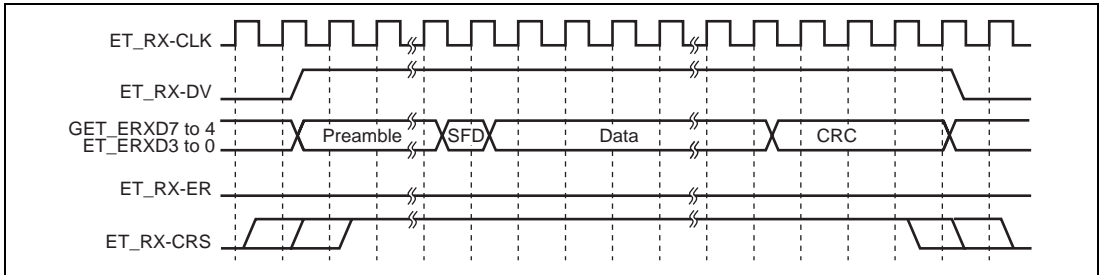 ET_RX-CLK
ET_RX-DV
GET_ERXD7 to 4
ET_ERXD3 to 0
Preamble SFD Data CRC
ET_RX-ER
ET_RX-CRS